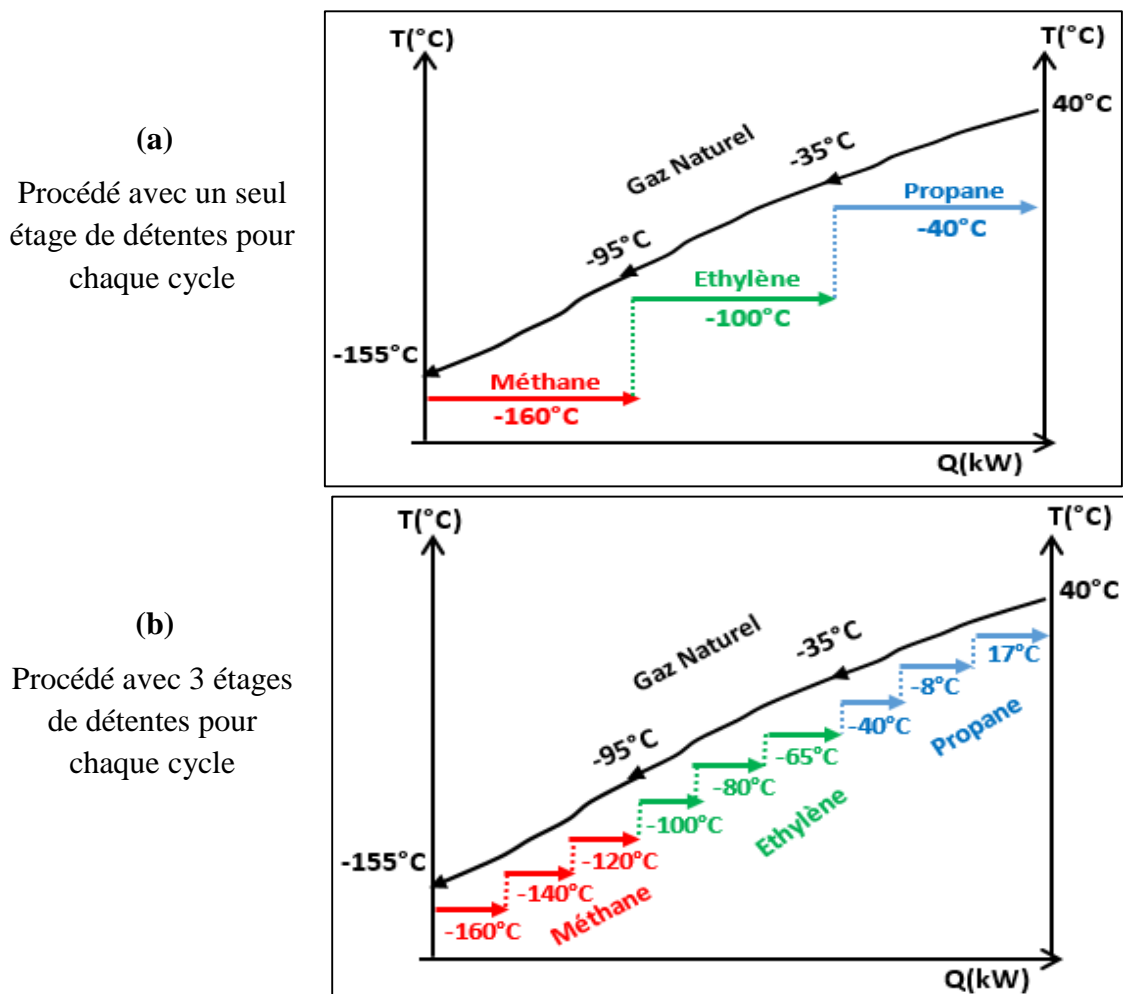 (a)
Procédé avec un seul
étage de détentes pour
chaque cycle
T(°C)
T(°C)
40°C
Gaz Naturel
-35°C
Propane
-40°C
-95°C
Ethylène
-100°C
-155°C
Méthane
-160°C
Q(kW)
(b)
Procédé avec 3 étages
de détentes pour
chaque cycle
T(°C)
T(°C)
40°C
Gaz Naturel
-35°C
17°C
-8°C
-40°C
Propane
-95°C
-65°C
-80°C
-100°C
Ethylène
-155°C
-120°C
-140°C
-160°C
Méthane
Q(kW)